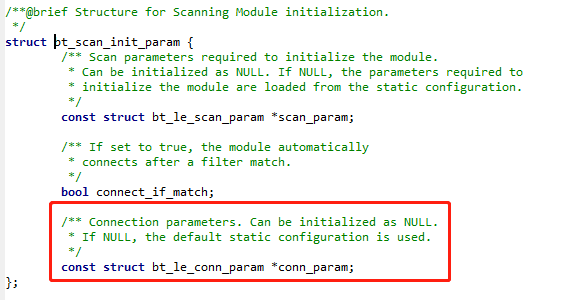 /**@brief Structure for Scanning Module initialization.
 */
struct bt_scan_init_param {
        /** Scan parameters required to initialize the module.
         * Can be initialized as NULL. If NULL, the parameters required to
         * initialize the module are loaded from the static configuration.
         */
        const struct bt_le_scan_param *scan_param;

        /** If set to true, the module automatically
         * connects after a filter match.
         */
        bool connect_if_match;

        /** Connection parameters. Can be initialized as NULL.
         * If NULL, the default static configuration is used.
         */
        const struct bt_le_conn_param *conn_param;
};